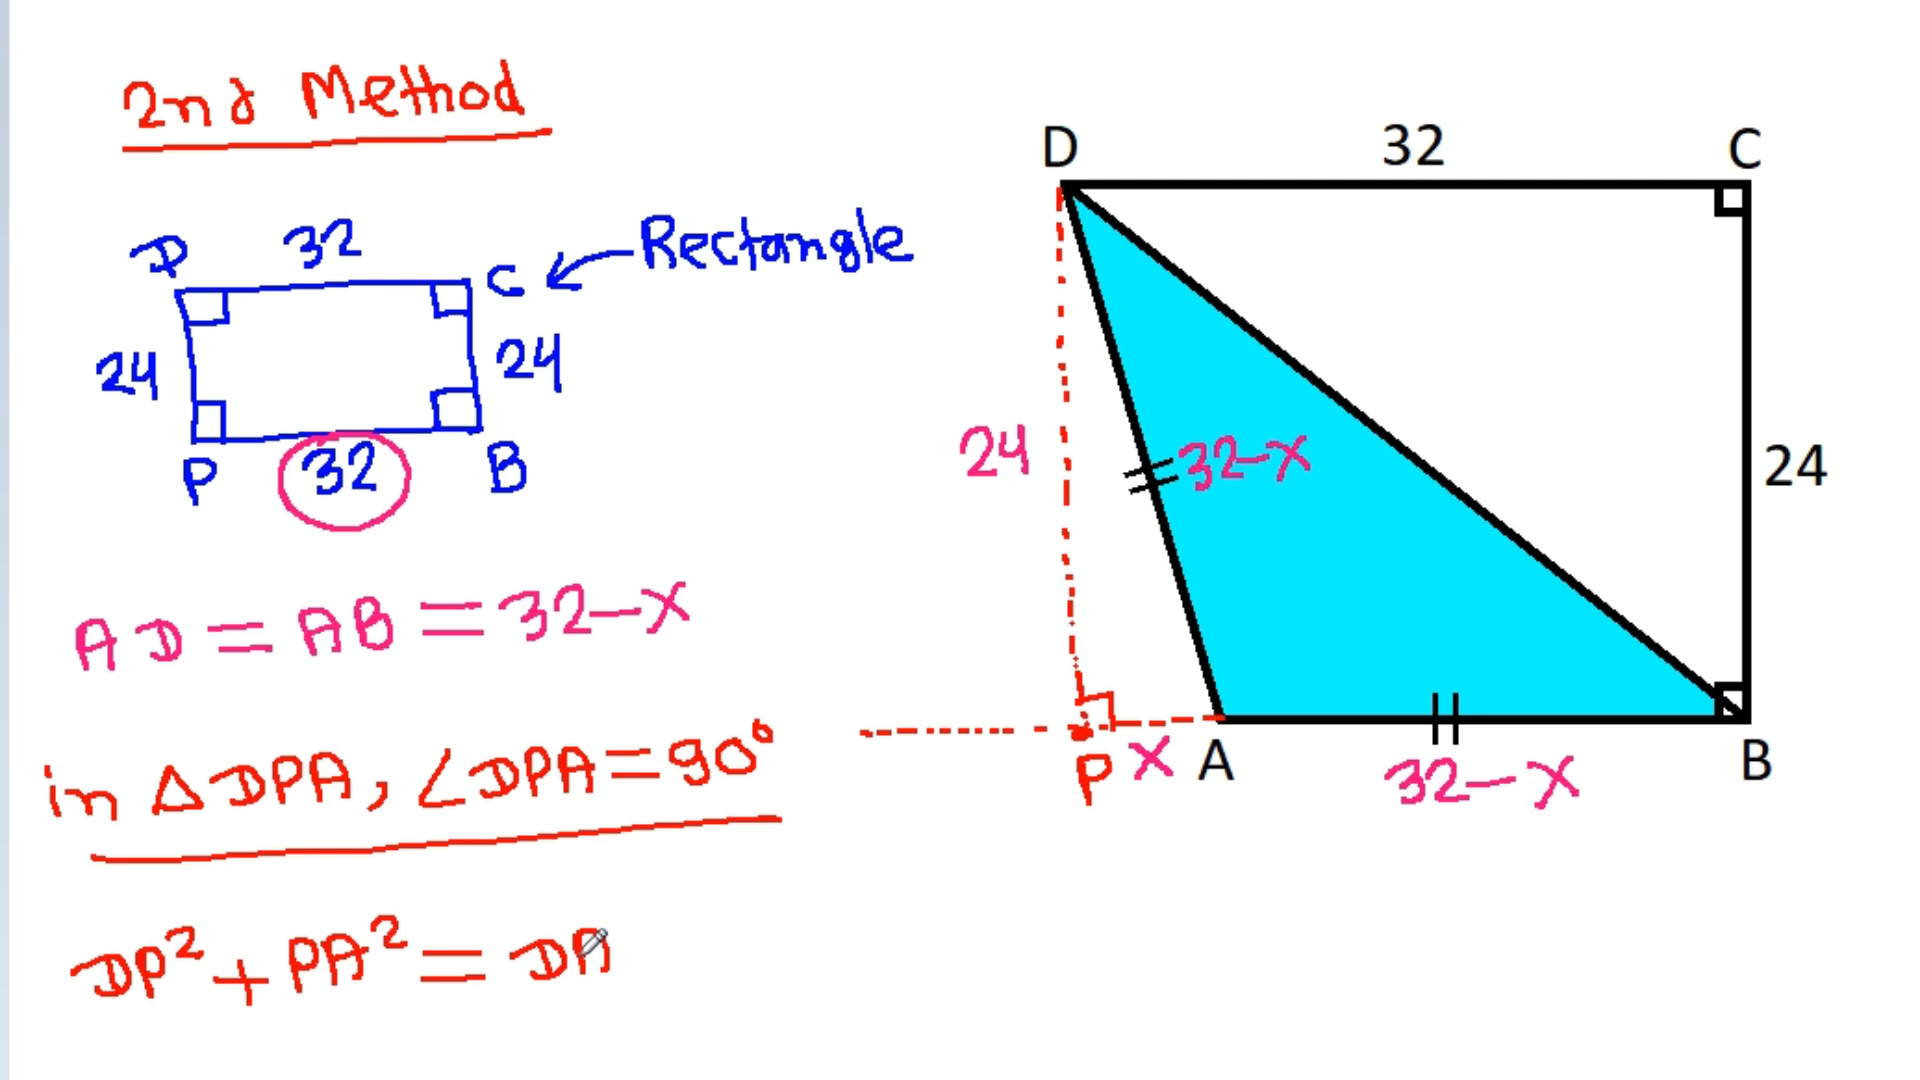 2nd Method
D 32 C
Rectangle
24 24
P 32 B
AD = AB = 32-x
in △DPA, ∠DPA = 90°
DP² + PA² = DA
D 32 C
24 32-x 24
P x A 32-x B